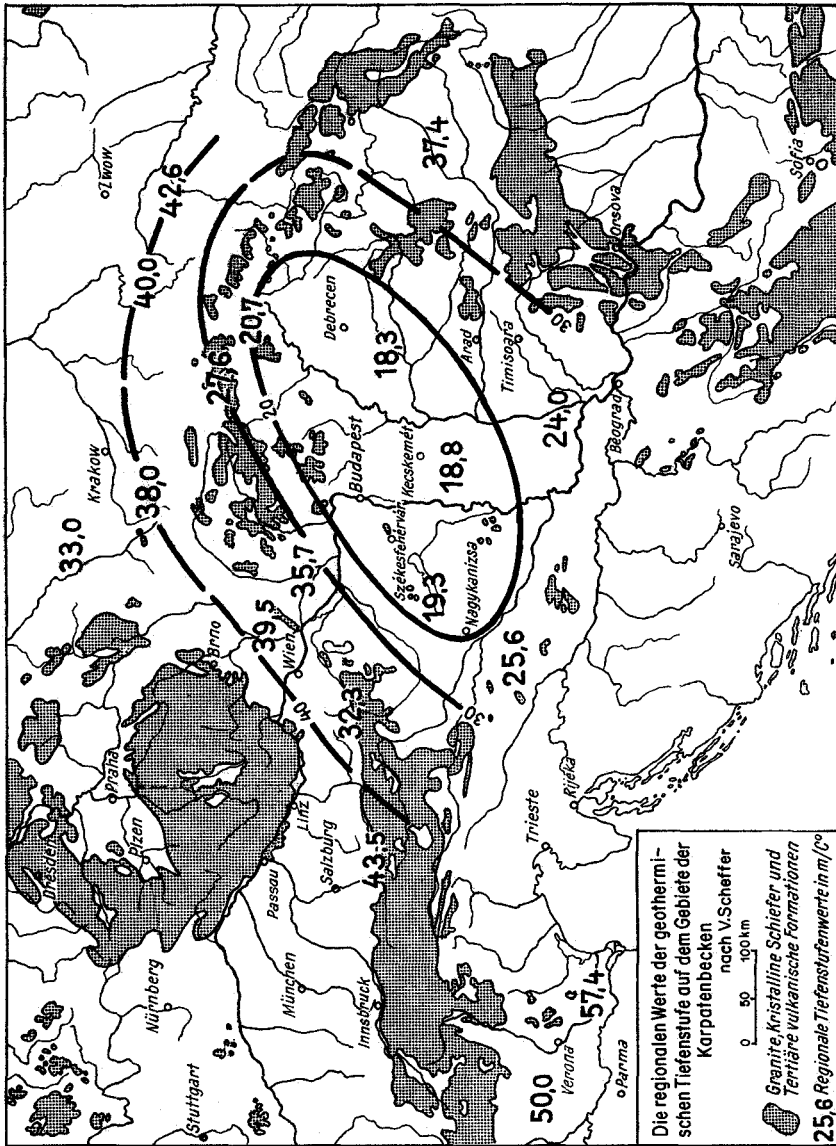 Dresden
Praha
Plzen
Nürnberg
Stuttgart
Krakow
Zwow
33,0
38,0
40,0
42,6
Brno
39,5
Passau
Linz
Wien
40
Salzburg
München
Innsbruck
43.5
32,3
35,7
27,6
20,7
20
Budapest
Debrecen
Székesfehérvár
19,3
Kecskemét
18,8
18,3
37,4
Nagykanizsa
30
25,6
Arad
Timisoara
30
24,0
Orsova
Beograd
50,0
Verona
57,4
Parma
Trieste
Rijeka
Sarajevo
Sofia
Die regionalen Werte der geothermi-
schen Tiefenstufe auf dem Gebiete der
Karpatenbecken
nach V. Scheffer
0 50 100 km
Granite, Kristalline Schiefer und
Tertiäre vulkanische Formationen
25,6 Regionale Tiefenstufenwerte in m/C°